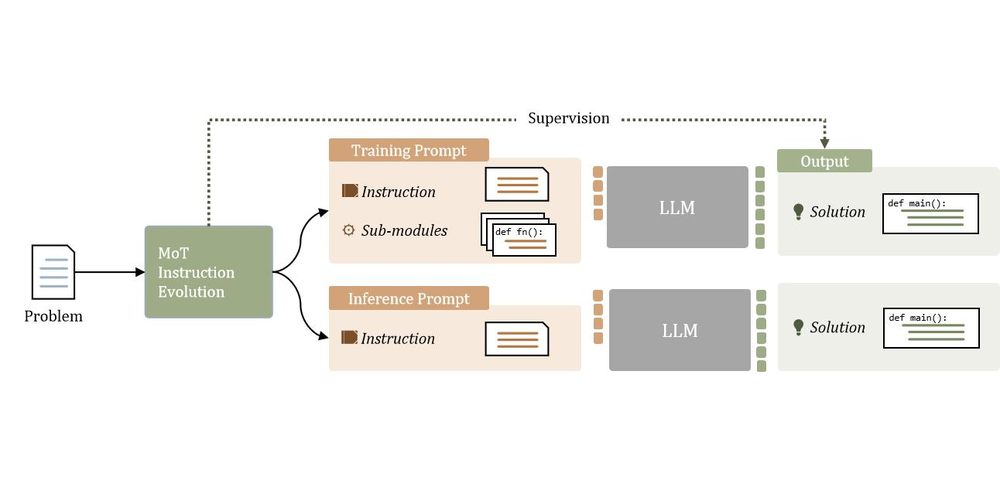 Supervision
Training Prompt
Output
Instruction
Sub-modules
def fn():
LLM
Solution
def main():
MoT
Instruction
Evolution
Problem
Inference Prompt
Instruction
LLM
Solution
def main():